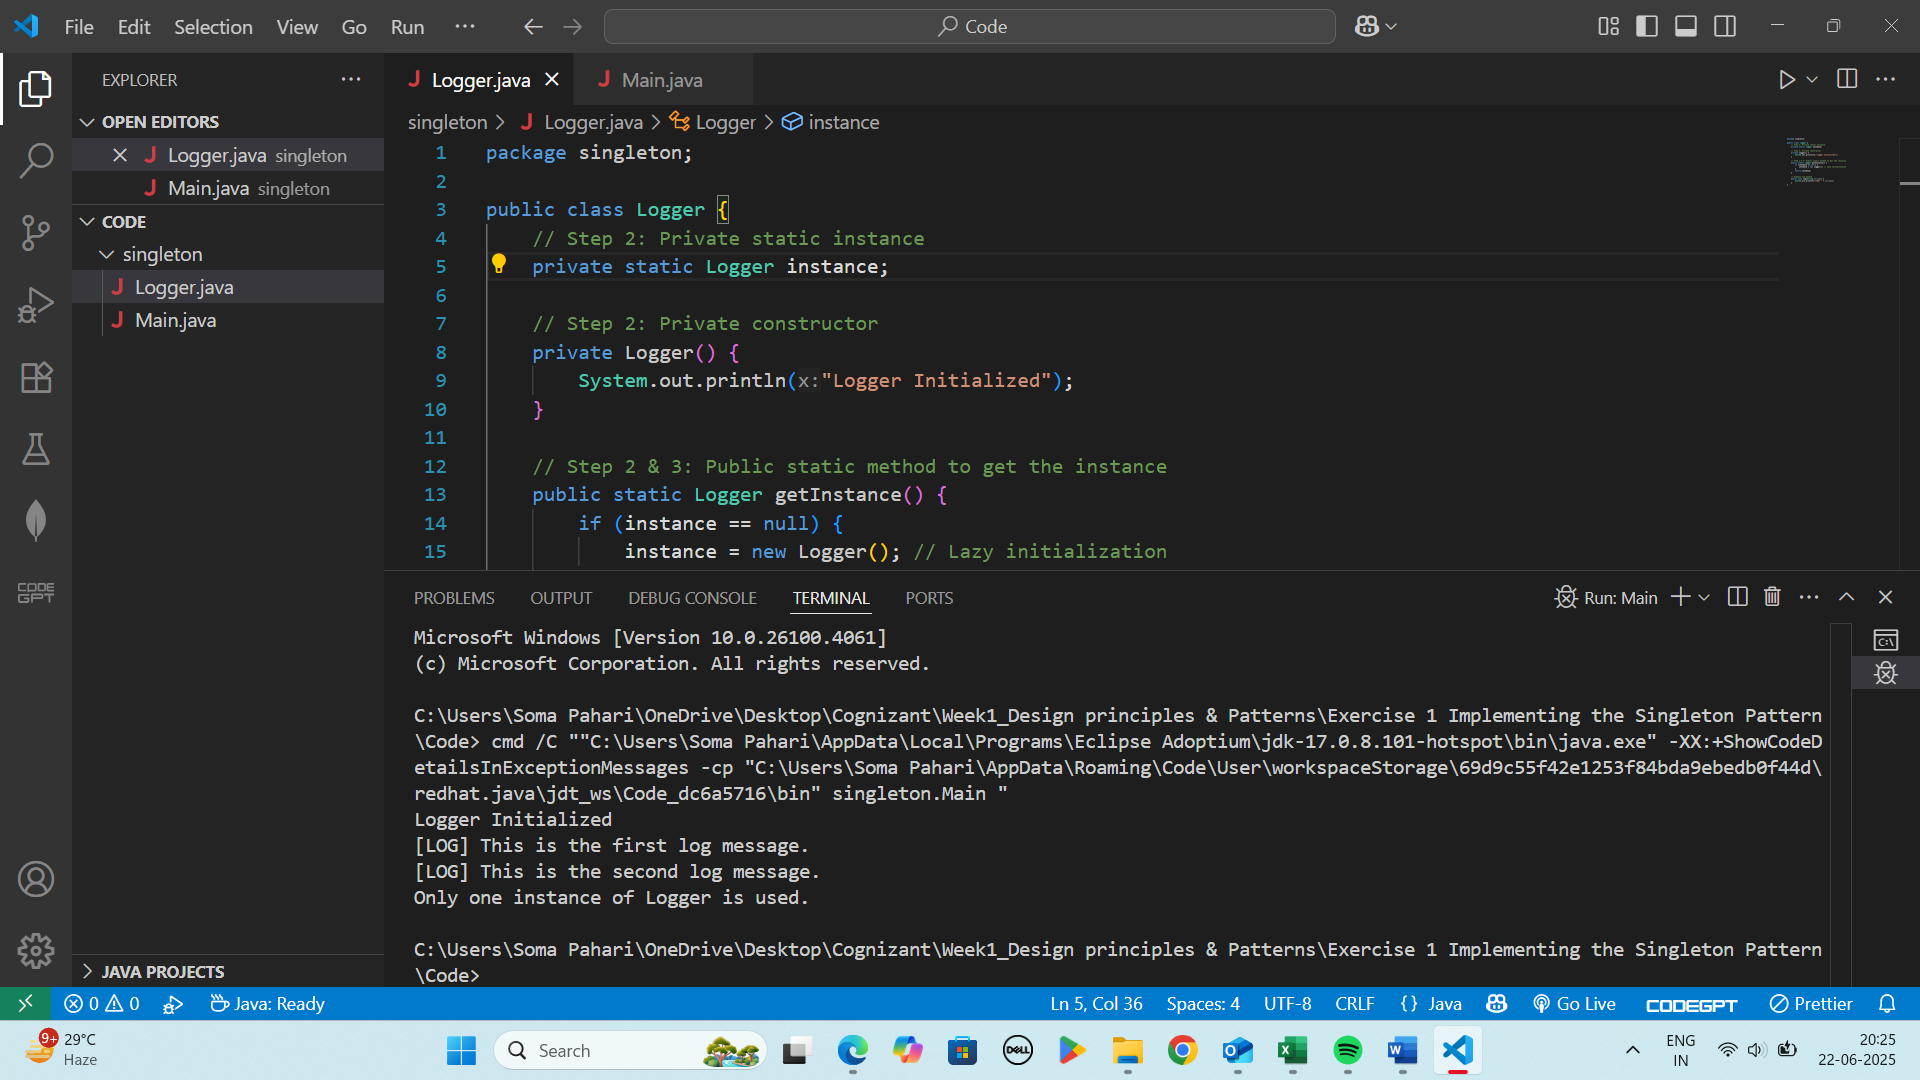 File Edit Selection View Go Run ··· Code
EXPLORER ···
OPEN EDITORS
Logger.java singleton
Main.java singleton
CODE
singleton
Logger.java
Main.java
JAVA PROJECTS
Logger.java Main.java
singleton > Logger.java > Logger > instance
1 package singleton;
2
3 public class Logger {
4 // Step 2: Private static instance
5 private static Logger instance;
6
7 // Step 2: Private constructor
8 private Logger() {
9 System.out.println(x:"Logger Initialized");
10 }
11
12 // Step 2 & 3: Public static method to get the instance
13 public static Logger getInstance() {
14 if (instance == null) {
15 instance = new Logger(); // Lazy initialization
PROBLEMS OUTPUT DEBUG CONSOLE TERMINAL PORTS Run: Main
Microsoft Windows [Version 10.0.26100.4061]
(c) Microsoft Corporation. All rights reserved.
C:\Users\Soma Pahari\OneDrive\Desktop\Cognizant\Week1_Design principles & Patterns\Exercise 1 Implementing the Singleton Pattern
\Code> cmd /C ""C:\Users\Soma Pahari\AppData\Local\Programs\Eclipse Adoptium\jdk-17.0.8.101-hotspot\bin\java.exe" -XX:+ShowCodeD
etailsInExceptionMessages -cp "C:\Users\Soma Pahari\AppData\Roaming\Code\User\workspaceStorage\69d9c55f42e1253f84bda9ebedb0f44d\
redhat.java\jdt_ws\Code_dc6a5716\bin" singleton.Main "
Logger Initialized
[LOG] This is the first log message.
[LOG] This is the second log message.
Only one instance of Logger is used.
C:\Users\Soma Pahari\OneDrive\Desktop\Cognizant\Week1_Design principles & Patterns\Exercise 1 Implementing the Singleton Pattern
\Code>
CODE
GPT
0 0 Java: Ready Ln 5, Col 36 Spaces: 4 UTF-8 CRLF {} Java Go Live CODEGPT Prettier
9+ 29°C
Haze
Search
DELL
ENG
IN
20:25
22-06-2025